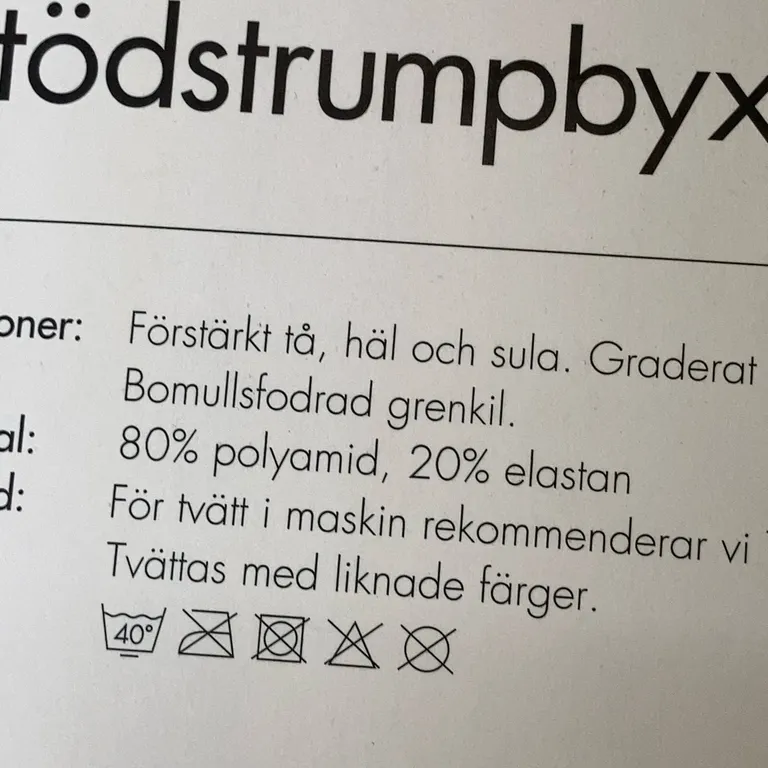 tödstrumpbyx
oner: Förstärkt tå, häl och sula. Graderat
Bomullsfodrad grenkil.
al: 80% polyamid, 20% elastan
d: För tvätt i maskin rekommenderar vi
Tvättas med liknade färger.
40°